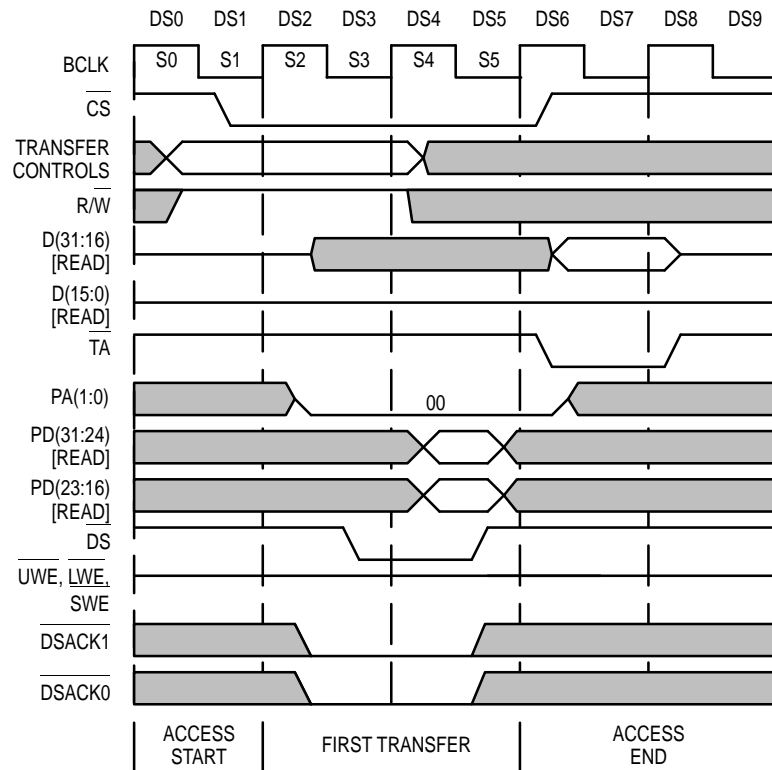 DS0 DS1 DS2 DS3 DS4 DS5 DS6 DS7 DS8 DS9
BCLK S0 S1 S2 S3 S4 S5
CS
TRANSFER
CONTROLS
R/W
D(31:16)
[READ]
D(15:0)
[READ]
TA
PA(1:0) 00
PD(31:24)
[READ]
PD(23:16)
[READ]
DS
UWE, LWE,
SWE
DSACK1
DSACK0
ACCESS
START
FIRST TRANSFER
ACCESS
END